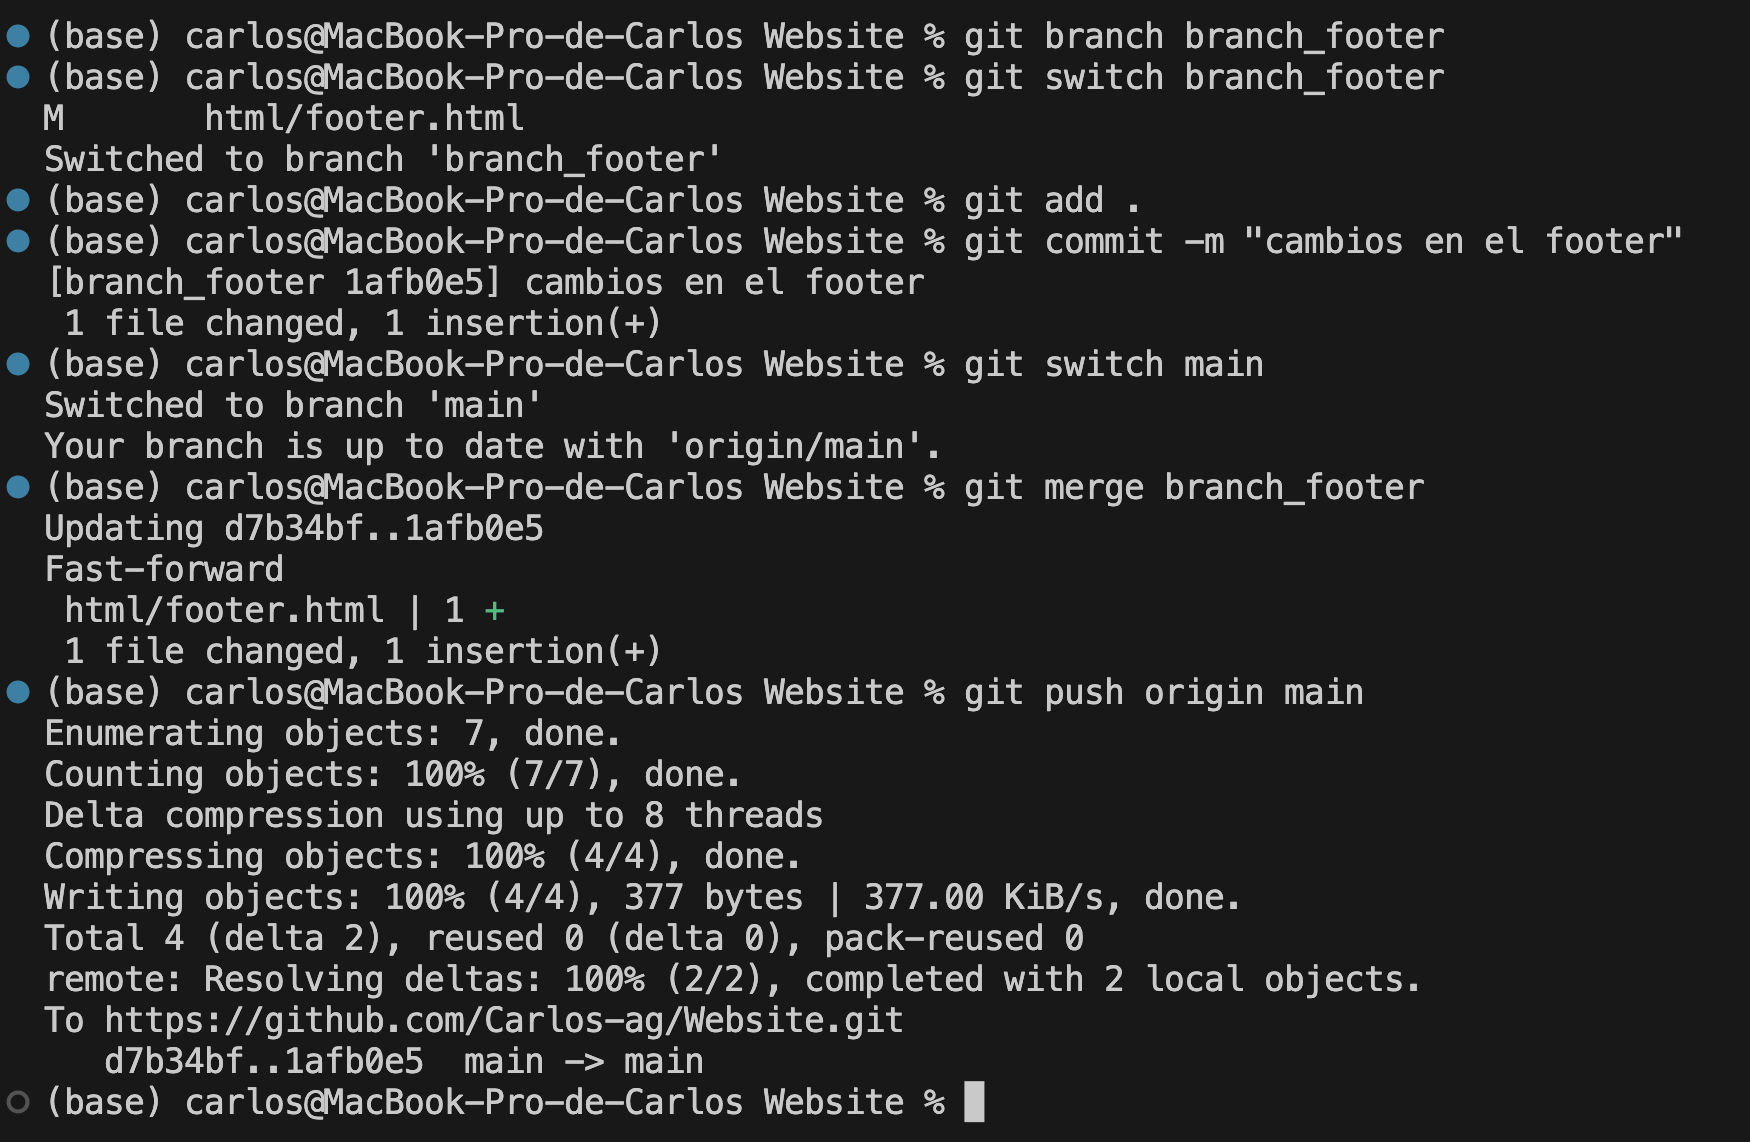 (base) carlos@MacBook-Pro-de-Carlos Website % git branch branch_footer
(base) carlos@MacBook-Pro-de-Carlos Website % git switch branch_footer
M       html/footer.html
Switched to branch 'branch_footer'
(base) carlos@MacBook-Pro-de-Carlos Website % git add .
(base) carlos@MacBook-Pro-de-Carlos Website % git commit -m "cambios en el footer"
[branch_footer 1afb0e5] cambios en el footer
 1 file changed, 1 insertion(+)
(base) carlos@MacBook-Pro-de-Carlos Website % git switch main
Switched to branch 'main'
Your branch is up to date with 'origin/main'.
(base) carlos@MacBook-Pro-de-Carlos Website % git merge branch_footer
Updating d7b34bf..1afb0e5
Fast-forward
 html/footer.html | 1 +
 1 file changed, 1 insertion(+)
(base) carlos@MacBook-Pro-de-Carlos Website % git push origin main
Enumerating objects: 7, done.
Counting objects: 100% (7/7), done.
Delta compression using up to 8 threads
Compressing objects: 100% (4/4), done.
Writing objects: 100% (4/4), 377 bytes | 377.00 KiB/s, done.
Total 4 (delta 2), reused 0 (delta 0), pack-reused 0
remote: Resolving deltas: 100% (2/2), completed with 2 local objects.
To https://github.com/Carlos-ag/Website.git
   d7b34bf..1afb0e5  main -> main
(base) carlos@MacBook-Pro-de-Carlos Website %